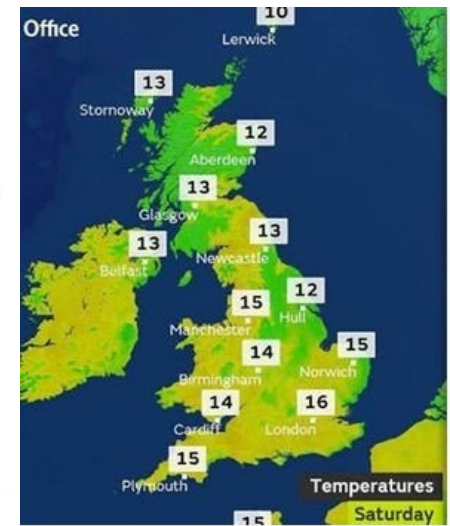 10
Office
Lerwick
13
Stornoway
12
Aberdeen
13
Glasgow
13
Newcastle
13
Belfast
12
Hull
15
Manchester
14
Birmingham
15
Norwich
14
Cardiff
16
London
15
Plymouth
Temperatures
Saturday
15